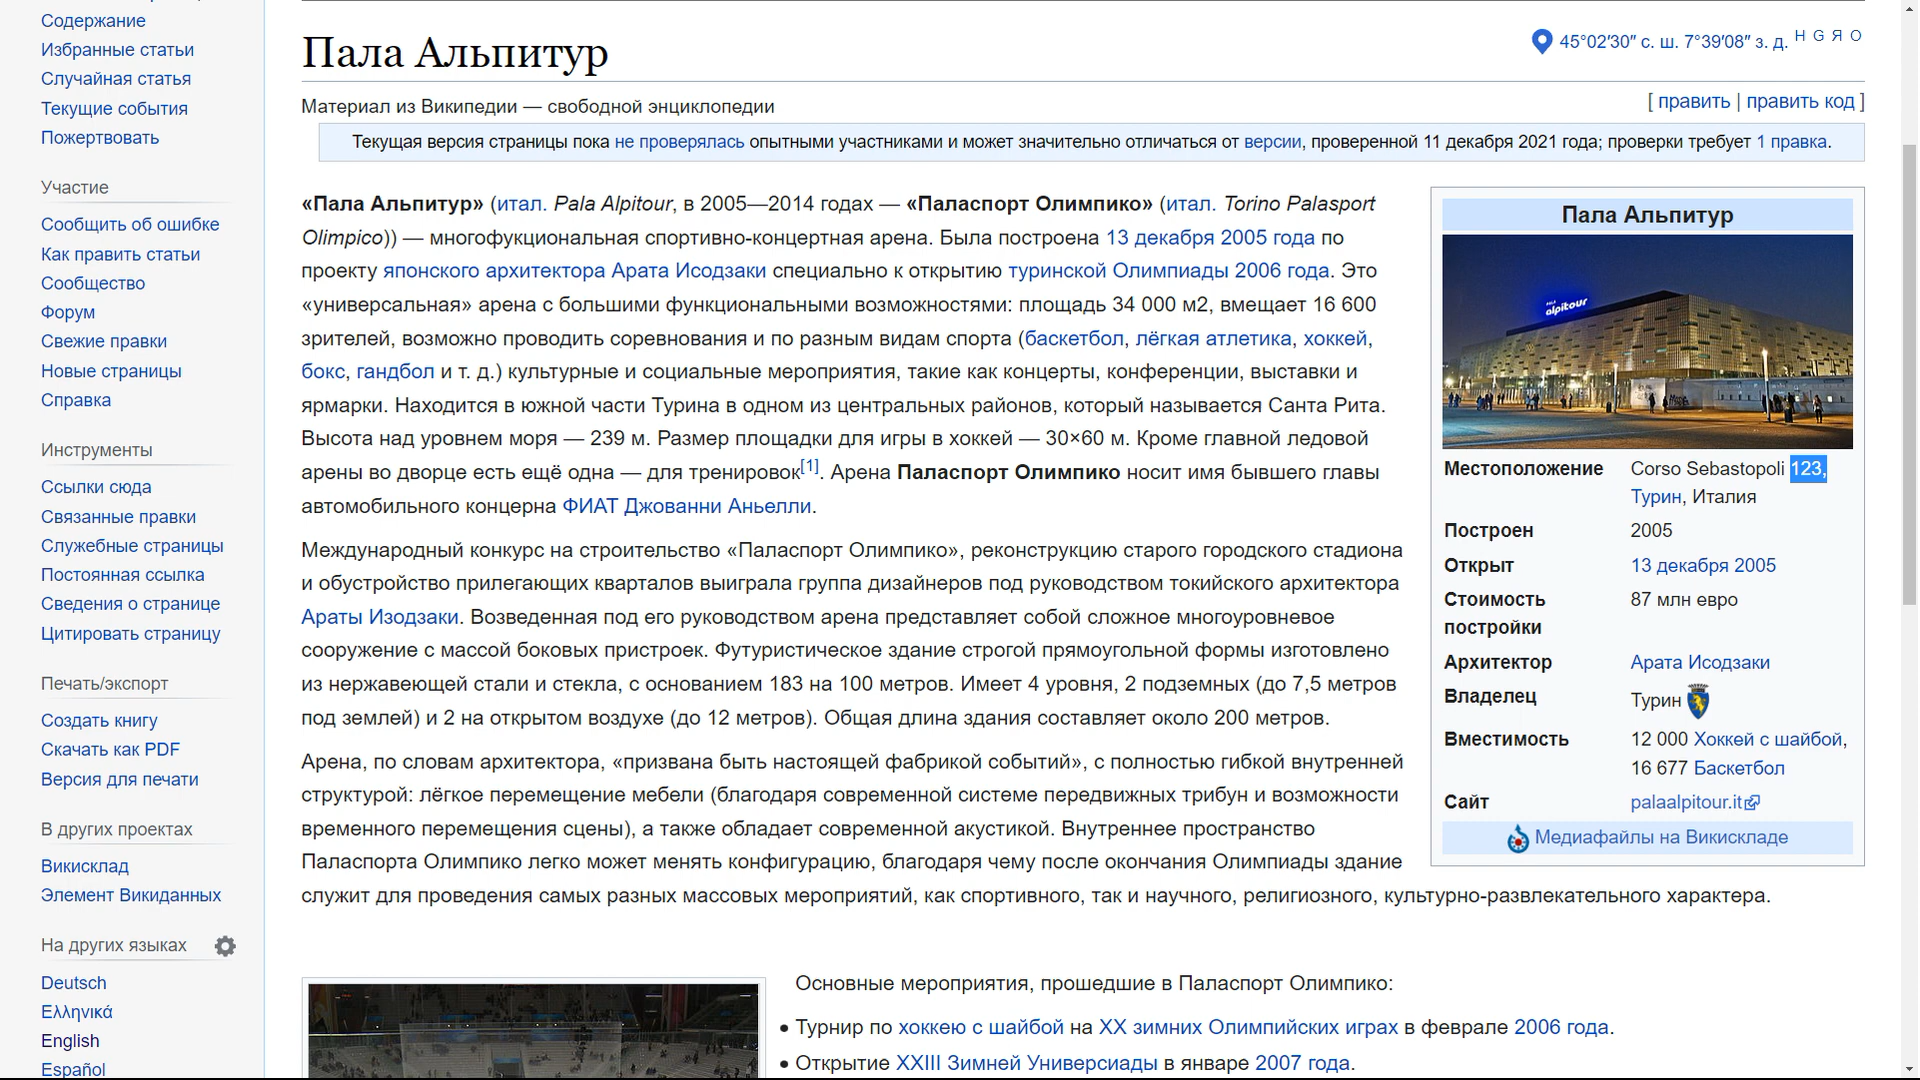 Содержание
Избранные статьи
Случайная статья
Текущие события
Пожертвовать
Участие
Сообщить об ошибке
Как править статьи
Сообщество
Форум
Свежие правки
Новые страницы
Справка
Инструменты
Ссылки сюда
Связанные правки
Служебные страницы
Постоянная ссылка
Сведения о странице
Цитировать страницу
Печать/экспорт
Создать книгу
Скачать как PDF
Версия для печати
В других проектах
Викисклад
Элемент Викиданных
На других языках
Deutsch
Ελληνικά
English
Español
Пала Альпитур
45°02′30″ с. ш. 7°39′08″ з. д. H G Я O
Материал из Википедии — свободной энциклопедии
[ править | править код ]
Текущая версия страницы пока не проверялась опытными участниками и может значительно отличаться от версии, проверенной 11 декабря 2021 года; проверки требует 1 правка.
«Пала Альпитур» (итал. Pala Alpitour, в 2005—2014 годах — «Паласпорт Олимпико» (итал. Torino Palasport
Olimpico)) — многофукциональная спортивно-концертная арена. Была построена 13 декабря 2005 года по
проекту японского архитектора Арата Исодзаки специально к открытию туринской Олимпиады 2006 года. Это
«универсальная» арена с большими функциональными возможностями: площадь 34 000 м2, вмещает 16 600
зрителей, возможно проводить соревнования и по разным видам спорта (баскетбол, лёгкая атлетика, хоккей,
бокс, гандбол и т. д.) культурные и социальные мероприятия, такие как концерты, конференции, выставки и
ярмарки. Находится в южной части Турина в одном из центральных районов, который называется Санта Рита.
Высота над уровнем моря — 239 м. Размер площадки для игры в хоккей — 30×60 м. Кроме главной ледовой
арены во дворце есть ещё одна — для тренировок[1]. Арена Паласпорт Олимпико носит имя бывшего главы
автомобильного концерна ФИАТ Джованни Аньелли.
Международный конкурс на строительство «Паласпорт Олимпико», реконструкцию старого городского стадиона
и обустройство прилегающих кварталов выиграла группа дизайнеров под руководством токийского архитектора
Араты Изодзаки. Возведенная под его руководством арена представляет собой сложное многоуровневое
сооружение с массой боковых пристроек. Футуристическое здание строгой прямоугольной формы изготовлено
из нержавеющей стали и стекла, с основанием 183 на 100 метров. Имеет 4 уровня, 2 подземных (до 7,5 метров
под землей) и 2 на открытом воздухе (до 12 метров). Общая длина здания составляет около 200 метров.
Арена, по словам архитектора, «призвана быть настоящей фабрикой событий», с полностью гибкой внутренней
структурой: лёгкое перемещение мебели (благодаря современной системе передвижных трибун и возможности
временного перемещения сцены), а также обладает современной акустикой. Внутреннее пространство
Паласпорта Олимпико легко может менять конфигурацию, благодаря чему после окончания Олимпиады здание
служит для проведения самых разных массовых мероприятий, как спортивного, так и научного, религиозного, культурно-развлекательного характера.
Пала Альпитур
PALA
alpitour
Местоположение Corso Sebastopoli 123,
Турин, Италия
Построен 2005
Открыт 13 декабря 2005
Стоимость 87 млн евро
постройки
Архитектор Арата Исодзаки
Владелец Турин
Вместимость 12 000 Хоккей с шайбой,
16 677 Баскетбол
Сайт palaalpitour.it
Медиафайлы на Викискладе
Основные мероприятия, прошедшие в Паласпорт Олимпико:
• Турнир по хоккею с шайбой на XX зимних Олимпийских играх в феврале 2006 года.
• Открытие XXIII Зимней Универсиады в январе 2007 года.